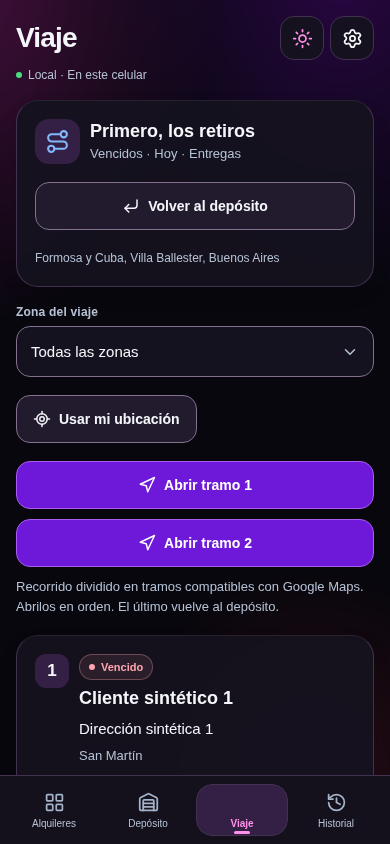 Viaje
Local · En este celular
Primero, los retiros
Vencidos · Hoy · Entregas
Volver al depósito
Formosa y Cuba, Villa Ballester, Buenos Aires
Zona del viaje
Todas las zonas
Usar mi ubicación
Abrir tramo 1
Abrir tramo 2
Recorrido dividido en tramos compatibles con Google Maps.
Abrilos en orden. El último vuelve al depósito.
1
Vencido
Cliente sintético 1
Dirección sintética 1
San Martín
Alquileres
Depósito
Viaje
Historial